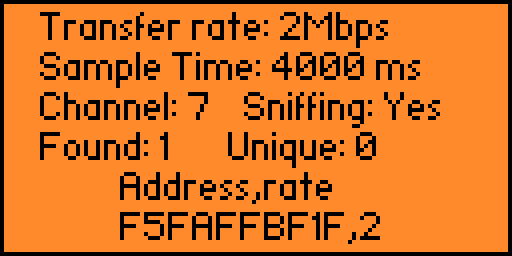 Transfer rate: 2Mbps
Sample Time: 4000 ms
Channel: 7 Sniffing: Yes
Found: 1 Unique: 0
Address,rate
F5FAFFBF1F,2